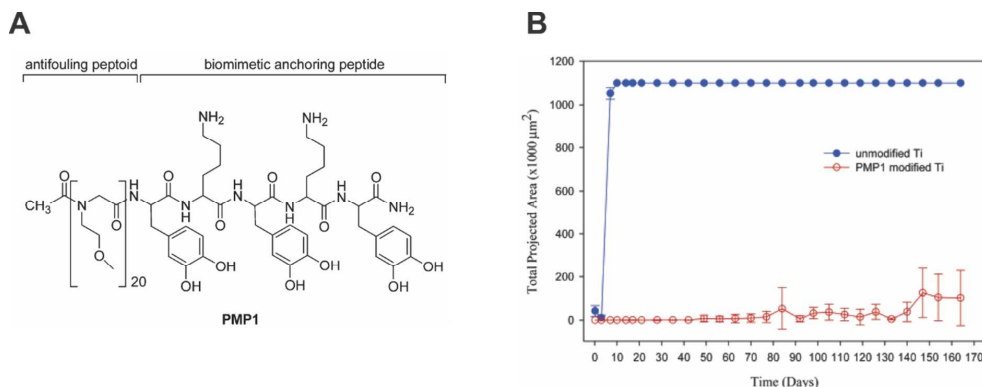 A
antifouling peptoid
biomimetic anchoring peptide
NH2
NH2
O
CH3
N
O
O
20
H
N
O
N
H
O
H
N
O
N
H
O
H
N
O
NH2
OH
OH
OH
OH
OH
OH
PMP1
B
Total Projected Area (x1000 µm²)
1200
1000
800
600
400
200
0
unmodified Ti
PMP1 modified Ti
0 10 20 30 40 50 60 70 80 90 100 110 120 130 140 150 160 170
Time (Days)